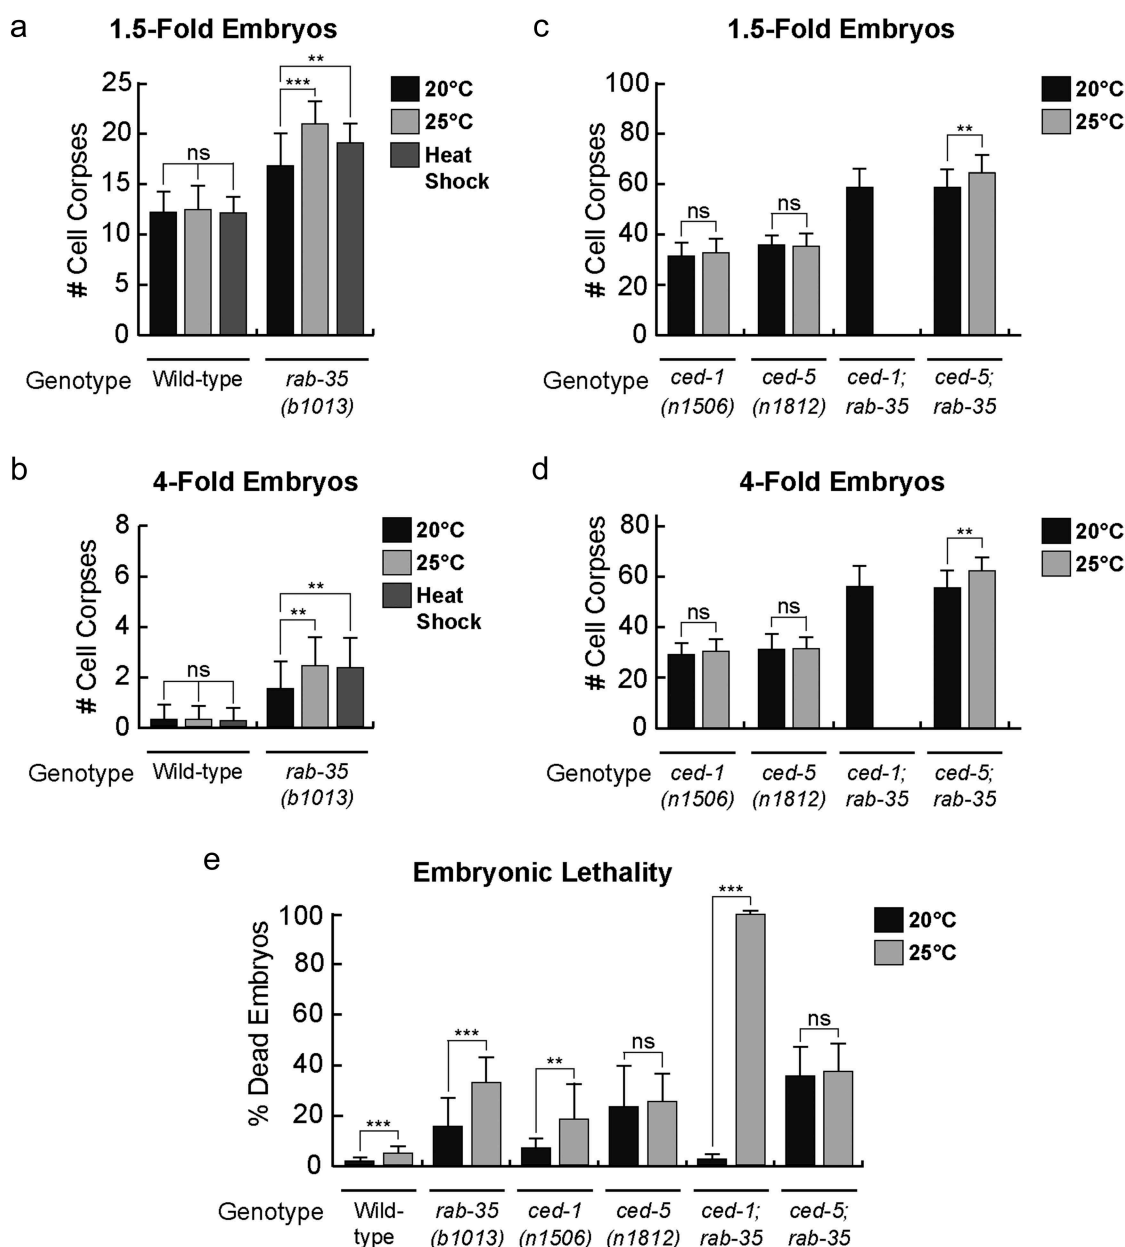 a
1.5-Fold Embryos
25
20
15
10
5
0
# Cell Corpses
ns
***
**
20°C
25°C
Heat
Shock
Genotype
Wild-type
rab-35
(b1013)
c
1.5-Fold Embryos
100
80
60
40
20
0
# Cell Corpses
ns
ns
**
20°C
25°C
Genotype
ced-1
(n1506)
ced-5
(n1812)
ced-1;
rab-35
ced-5;
rab-35
b
4-Fold Embryos
8
6
4
2
0
# Cell Corpses
ns
**
**
20°C
25°C
Heat
Shock
Genotype
Wild-type
rab-35
(b1013)
d
4-Fold Embryos
80
60
40
20
0
# Cell Corpses
ns
ns
**
20°C
25°C
Genotype
ced-1
(n1506)
ced-5
(n1812)
ced-1;
rab-35
ced-5;
rab-35
e
Embryonic Lethality
100
80
60
40
20
0
% Dead Embryos
***
***
**
ns
***
ns
20°C
25°C
Genotype
Wild-
type
rab-35
(b1013)
ced-1
(n1506)
ced-5
(n1812)
ced-1;
rab-35
ced-5;
rab-35